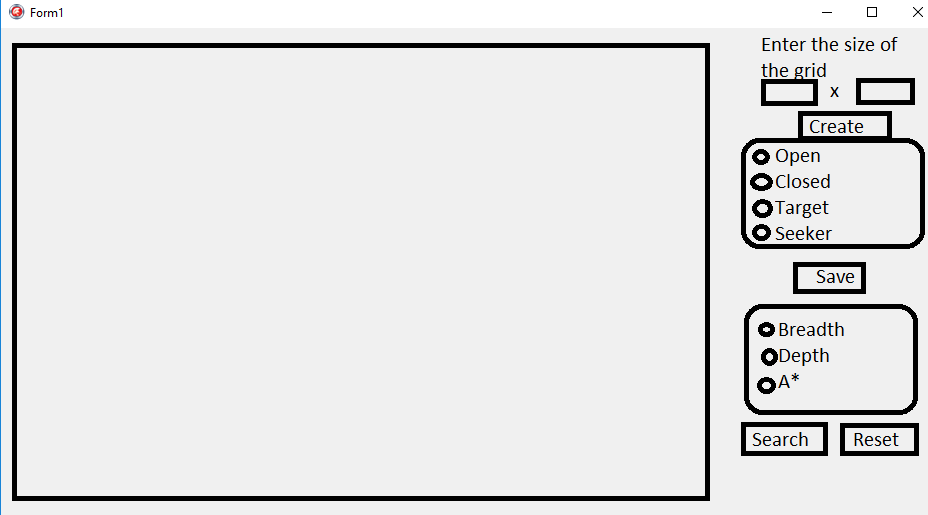 Form1
Enter the size of
the grid
x
Create
Open
Closed
Target
Seeker
Save
Breadth
Depth
A*
Search Reset